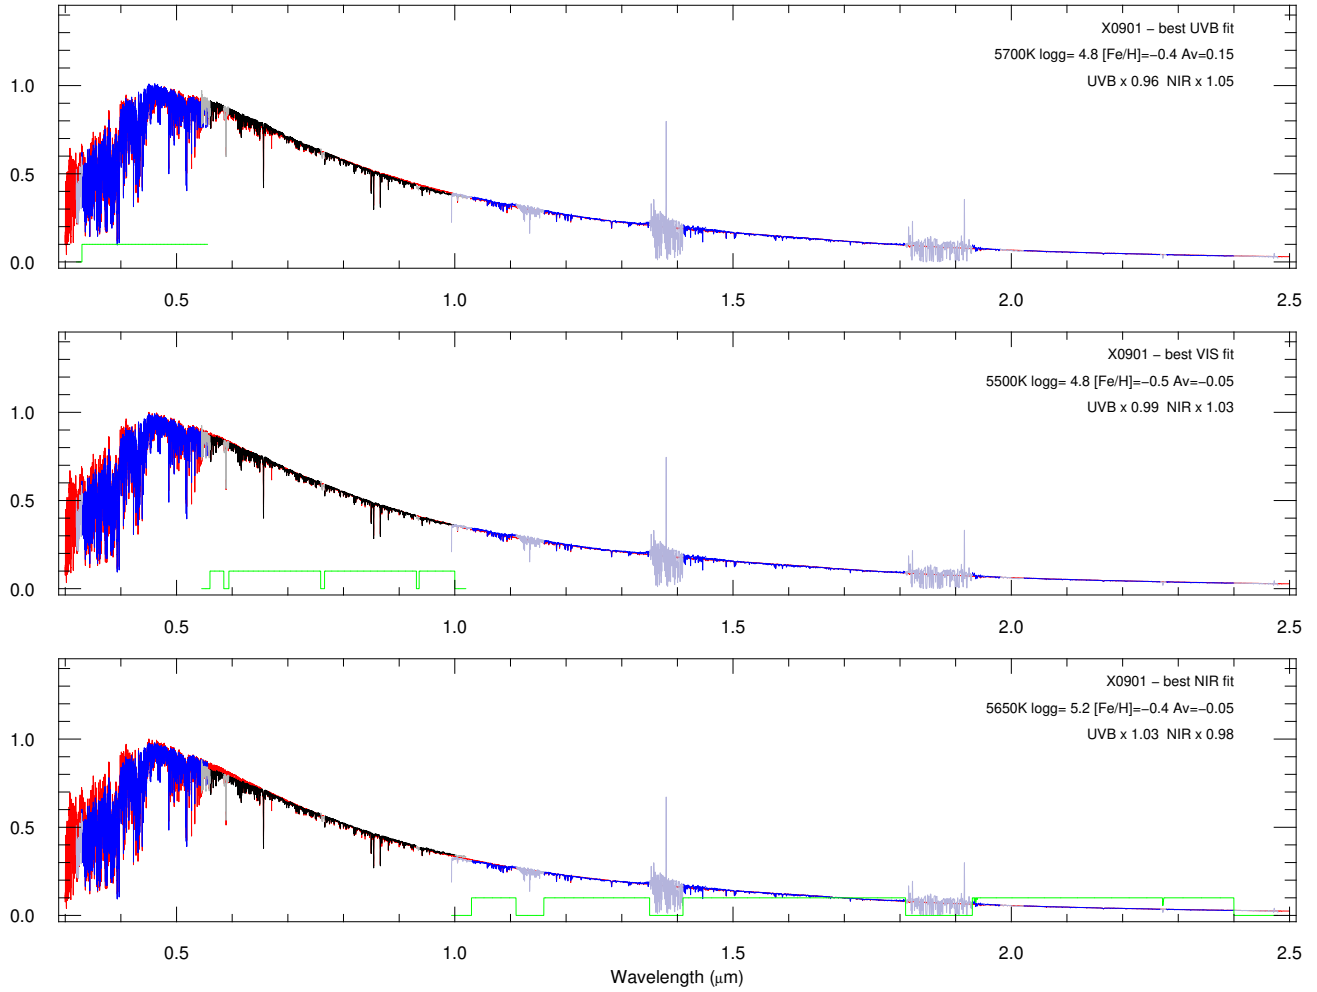 X0901 − best UVB fit
5700K logg= 4.8 [Fe/H]=−0.4 Av=0.15
UVB x 0.96 NIR x 1.05
1.0
0.5
0.0
0.5 1.0 1.5 2.0 2.5
X0901 − best VIS fit
5500K logg= 4.8 [Fe/H]=−0.5 Av=−0.05
UVB x 0.99 NIR x 1.03
1.0
0.5
0.0
0.5 1.0 1.5 2.0 2.5
X0901 − best NIR fit
5650K logg= 5.2 [Fe/H]=−0.4 Av=−0.05
UVB x 1.03 NIR x 0.98
1.0
0.5
0.0
0.5 1.0 1.5 2.0 2.5
Wavelength (μm)